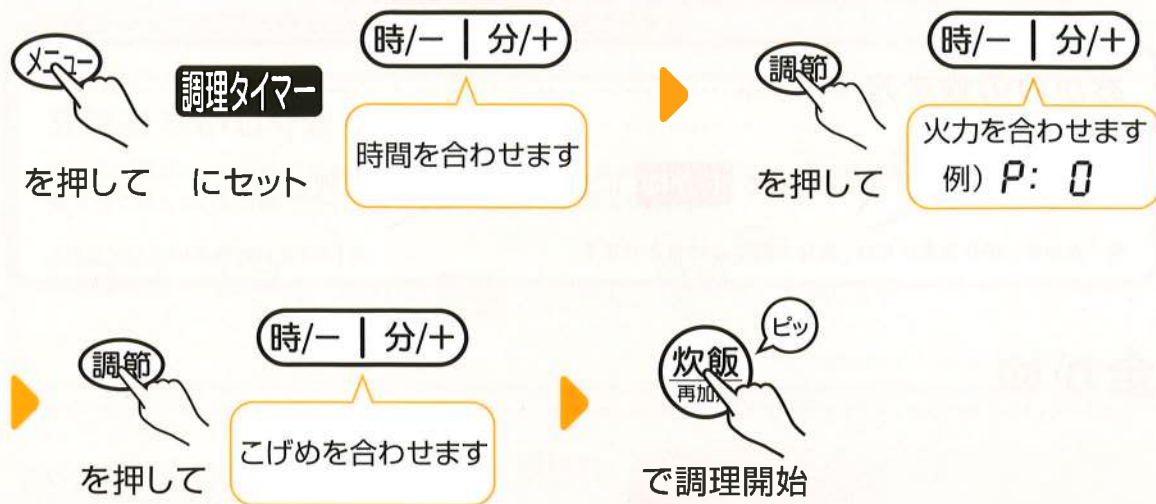 メニュー
を押して
調理タイマー
にセット
時/− | 分/+
時間を合わせます
調節
を押して
時/− | 分/+
火力を合わせます
例) P: 0
調節
を押して
時/− | 分/+
こげめを合わせます
炊飯
再加
ピッ
で調理開始